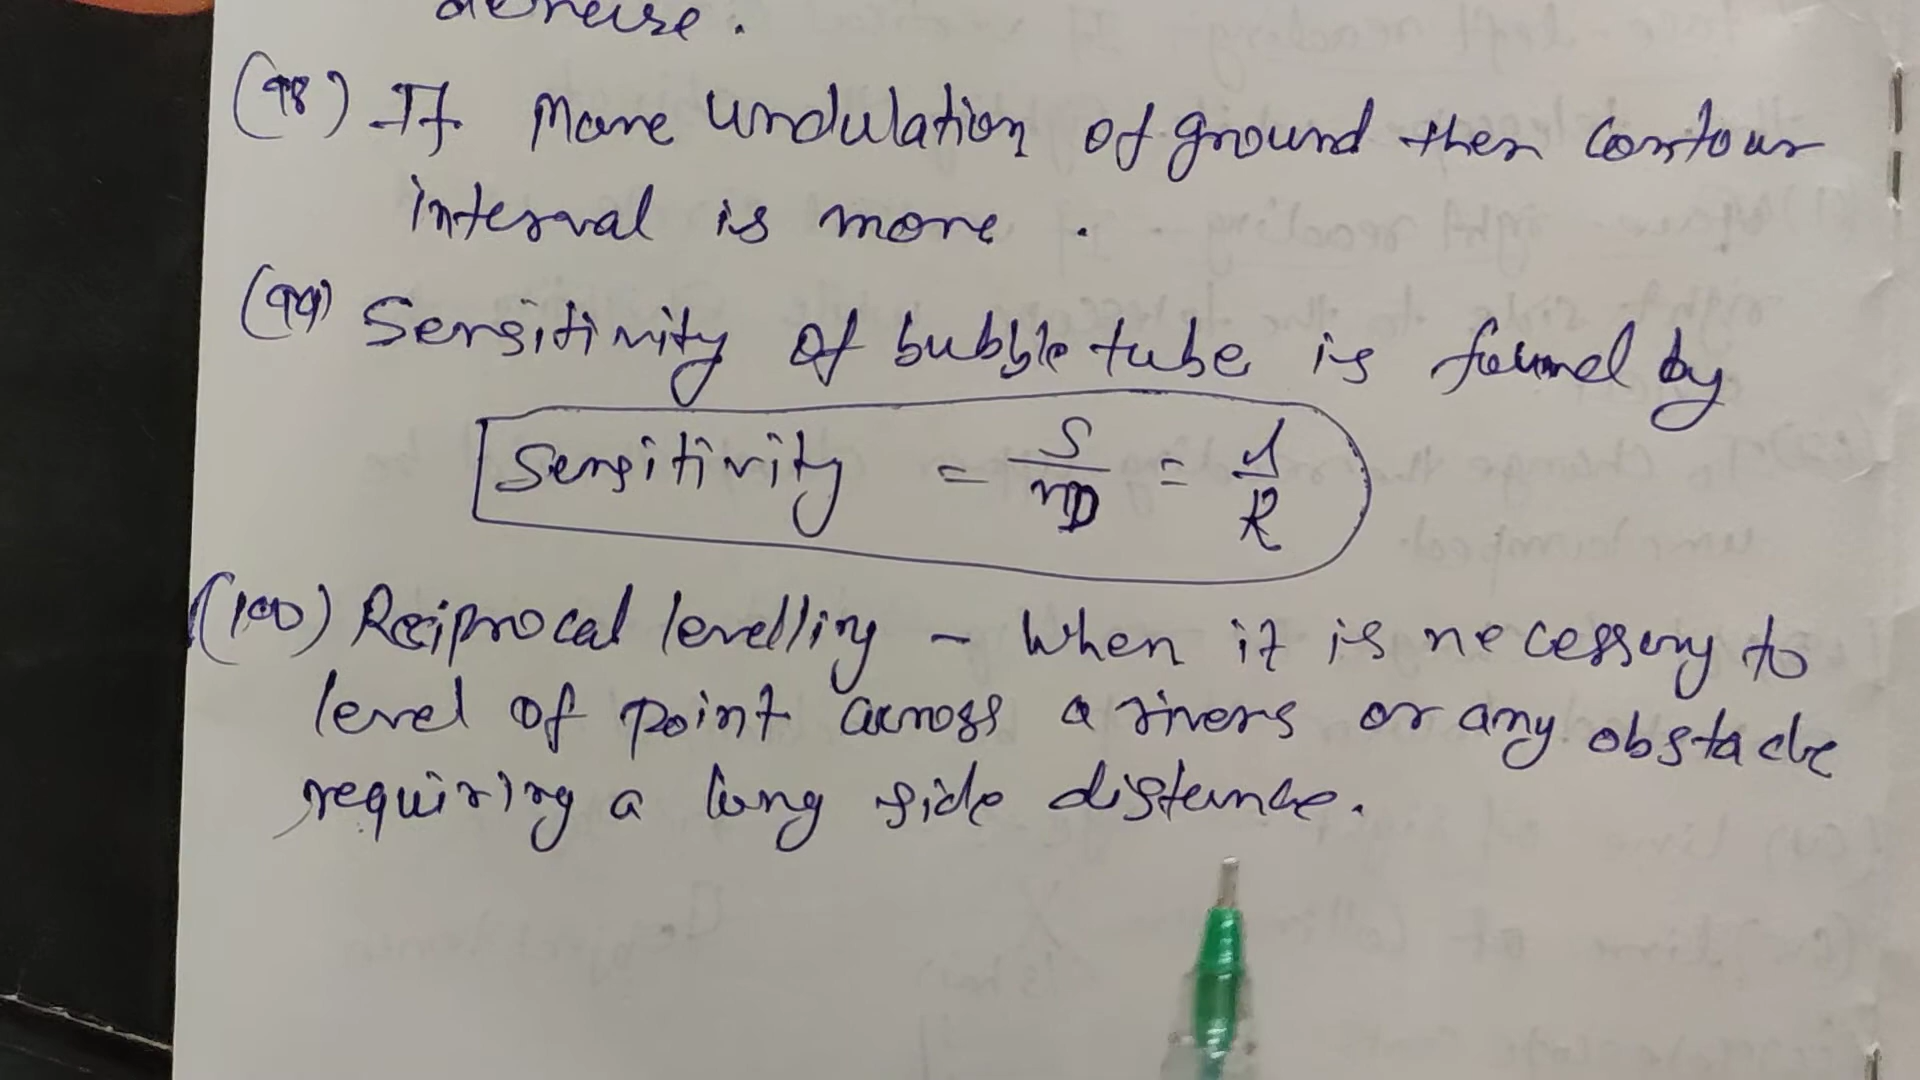 decrease.
(98) If more undulation of ground then contour
interval is more.
(99) Sensitivity of bubble tube is found by
Sensitivity = S/nD = l/R
(100) Reciprocal levelling - When it is necessary to
level of point across a rivers or any obstacle
requiring a long side distance.